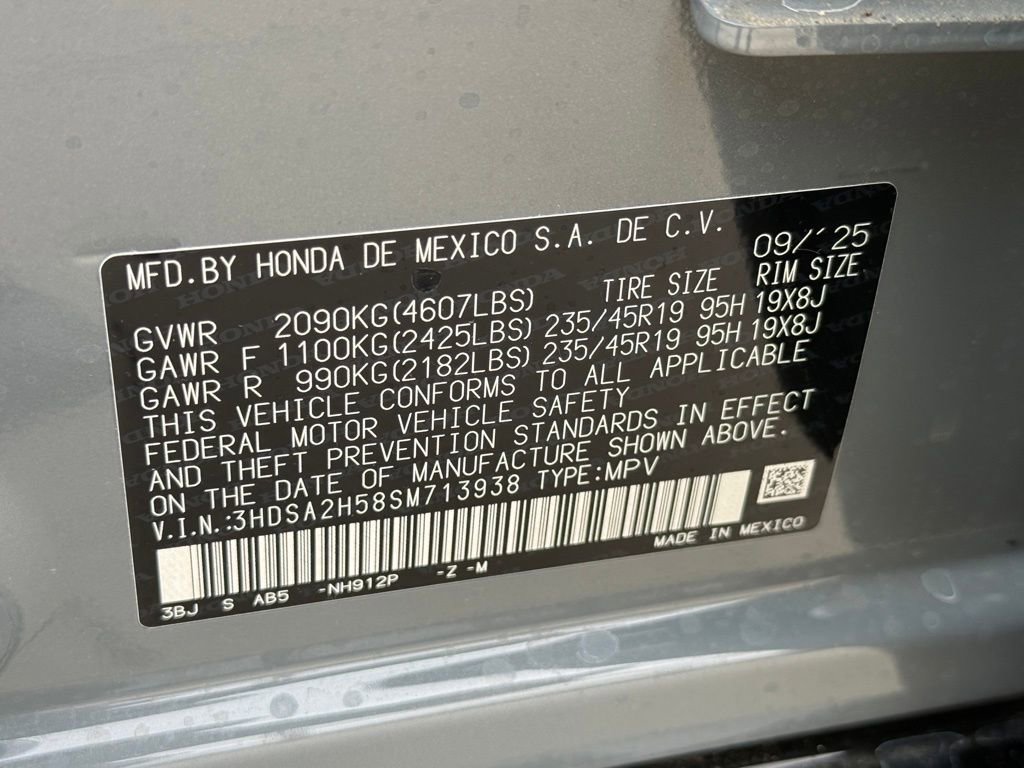 MFD.BY HONDA DE MEXICO S.A. DE C.V. 09/´25
TIRE SIZE RIM SIZE
GVWR 2090KG(4607LBS)
GAWR F 1100KG(2425LBS) 235/45R19 95H 19X8J
GAWR R 990KG(2182LBS) 235/45R19 95H 19X8J
THIS VEHICLE CONFORMS TO ALL APPLICABLE
FEDERAL MOTOR VEHICLE SAFETY
AND THEFT PREVENTION STANDARDS IN EFFECT
ON THE DATE OF MANUFACTURE SHOWN ABOVE.
V.I.N.:3HDSA2H58SM713938 TYPE:MPV
MADE IN MEXICO
3BJ S AB5 -NH912P -Z -M